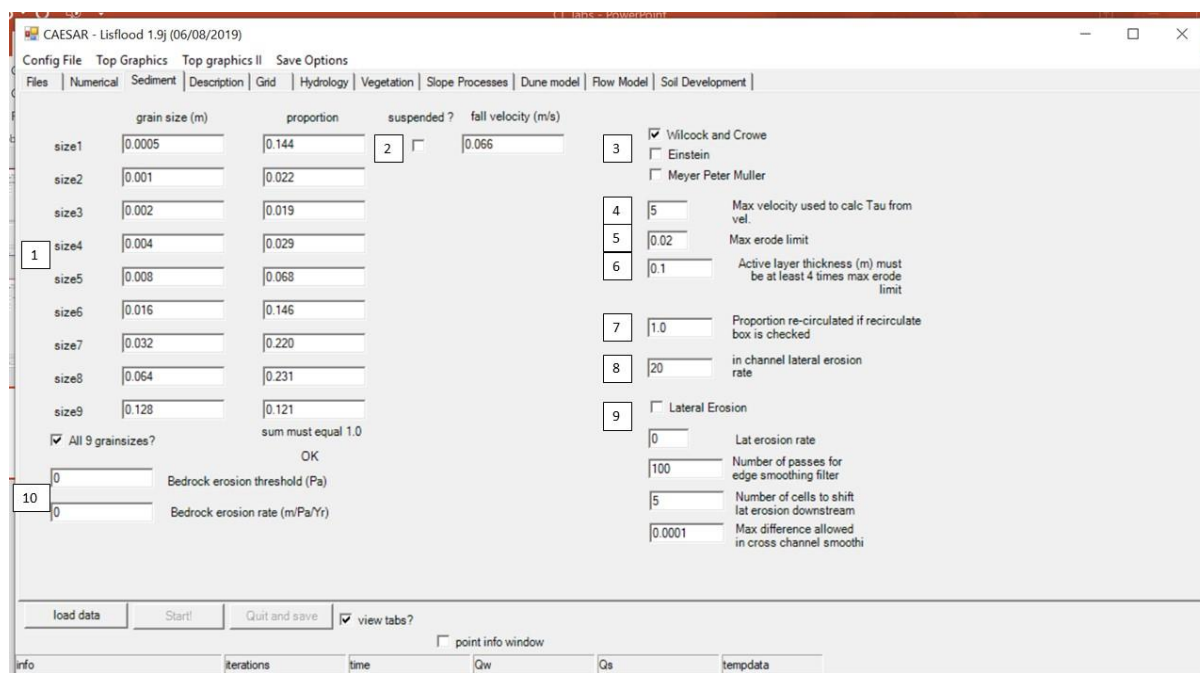 CL labs - PowerPoint
CAESAR - Lisflood 1.9j (06/08/2019)
Config File Top Graphics Top graphics II Save Options
Files Numerical Sediment Description Grid Hydrology Vegetation Slope Processes Dune model Flow Model Soil Development
grain size (m) proportion suspended ? fall velocity (m/s)
size1 0.0005 0.144 2 0.066
size2 0.001 0.022
size3 0.002 0.019
1 size4 0.004 0.029
size5 0.008 0.068
size6 0.016 0.146
size7 0.032 0.220
size8 0.064 0.231
size9 0.128 0.121
All 9 grainsizes?
sum must equal 1.0
OK
10
0 Bedrock erosion threshold (Pa)
0 Bedrock erosion rate (m/Pa/Yr)
3
Wilcock and Crowe
Einstein
Meyer Peter Muller
4 5 Max velocity used to calc Tau from
vel.
5 0.02 Max erode limit
6 0.1 Active layer thickness (m) must
be at least 4 times max erode
limit
7 1.0 Proportion re-circulated if recirculate
box is checked
8 20 in channel lateral erosion
rate
9 Lateral Erosion
0 Lat erosion rate
100 Number of passes for
edge smoothing filter
5 Number of cells to shift
lat erosion downstream
0.0001 Max difference allowed
in cross channel smoothi
load data Start! Quit and save view tabs?
point info window
info iterations time Qw Qs tempdata